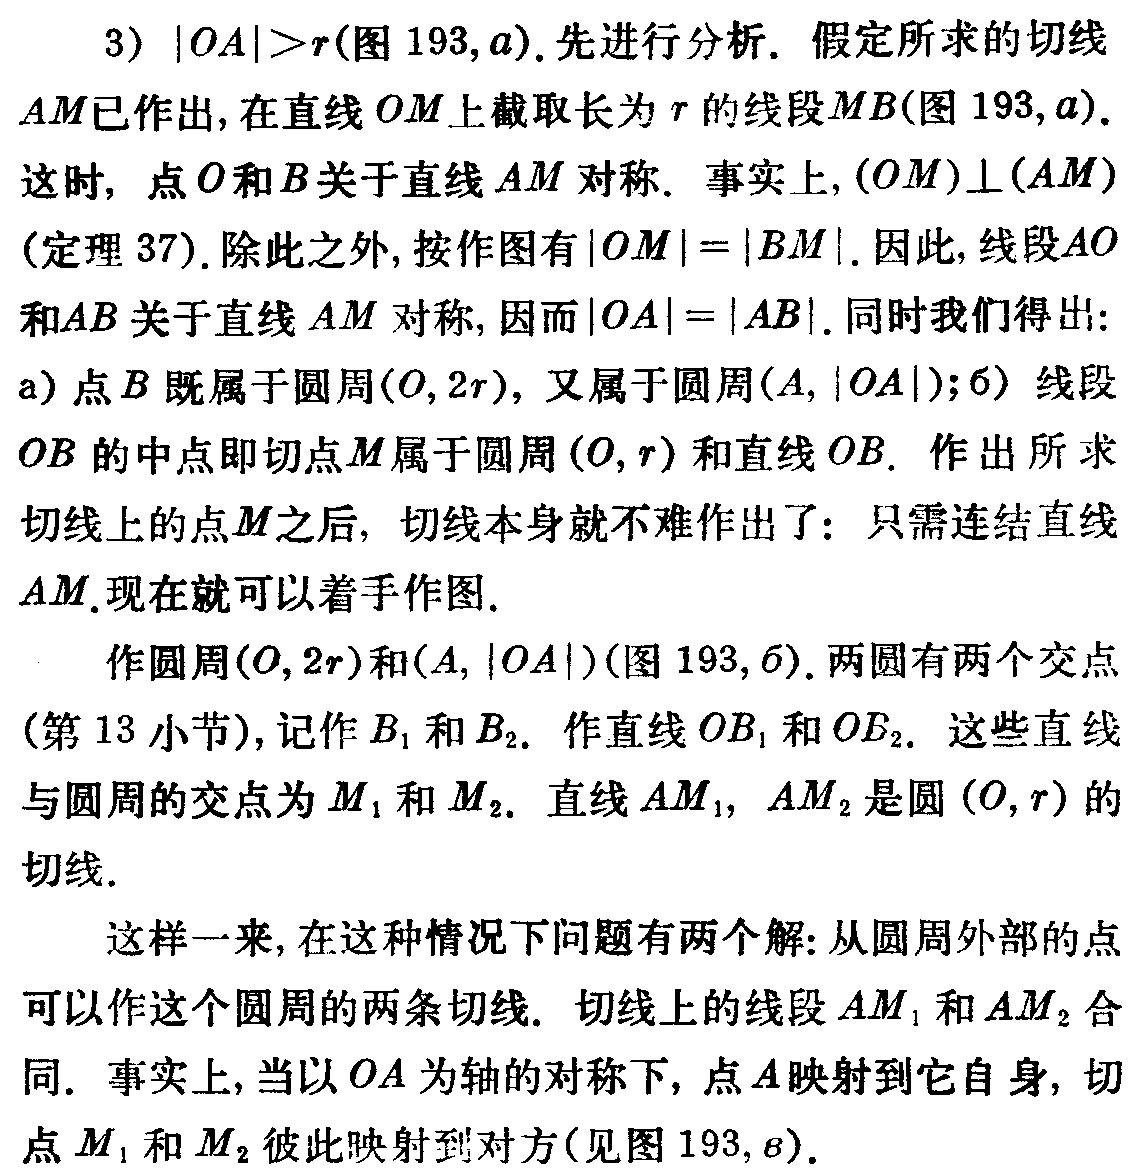 3) |OA|>r(图 193, a). 先进行分析. 假定所求的切线
AM已作出, 在直线 OM 上截取长为 r 的线段MB(图 193, a).
这时, 点O和B关于直线 AM 对称. 事实上, (OM)⊥(AM)
(定理 37). 除此之外, 按作图有|OM|=|BM|. 因此, 线段AO
和AB 关于直线 AM 对称, 因而|OA|=|AB|. 同时我们得出:
a) 点 B 既属于圆周(O, 2r), 又属于圆周(A, |OA|); б) 线段
OB 的中点即切点M属于圆周 (O, r) 和直线 OB. 作出所求
切线上的点M之后, 切线本身就不难作出了: 只需连结直线
AM. 现在就可以着手作图.
作圆周(O, 2r)和(A, |OA|)(图 193, б). 两圆有两个交点
(第 13 小节), 记作 B₁ 和 B₂. 作直线 OB₁ 和 OB₂. 这些直线
与圆周的交点为 M₁ 和 M₂. 直线 AM₁, AM₂ 是圆 (O, r) 的
切线.
这样一来, 在这种情况下问题有两个解: 从圆周外部的点
可以作这个圆周的两条切线. 切线上的线段 AM₁ 和 AM₂ 合
同. 事实上, 当以 OA 为轴的对称下, 点 A映射到它自身, 切
点 M₁ 和 M₂ 彼此映射到对方(见图 193, в).